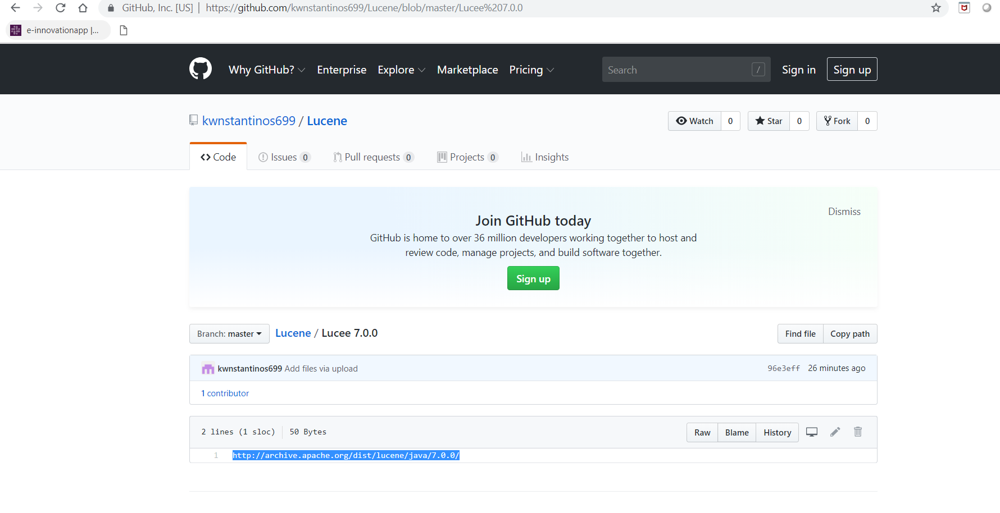 GitHub, Inc. [US] | https://github.com/kwnstantinos699/Lucene/blob/master/Lucee%207.0.0
e-innovationapp |...
Why GitHub? Enterprise Explore Marketplace Pricing Search / Sign in Sign up
kwnstantinos699 / Lucene Watch 0 Star 0 Fork 0
Code Issues 0 Pull requests 0 Projects 0 Insights
Dismiss
Join GitHub today
GitHub is home to over 36 million developers working together to host and
review code, manage projects, and build software together.
Sign up
Branch: master Lucene / Lucee 7.0.0 Find file Copy path
kwnstantinos699 Add files via upload 96e3eff 26 minutes ago
1 contributor
2 lines (1 sloc) 50 Bytes Raw Blame History
1 http://archive.apache.org/dist/lucene/java/7.0.0/